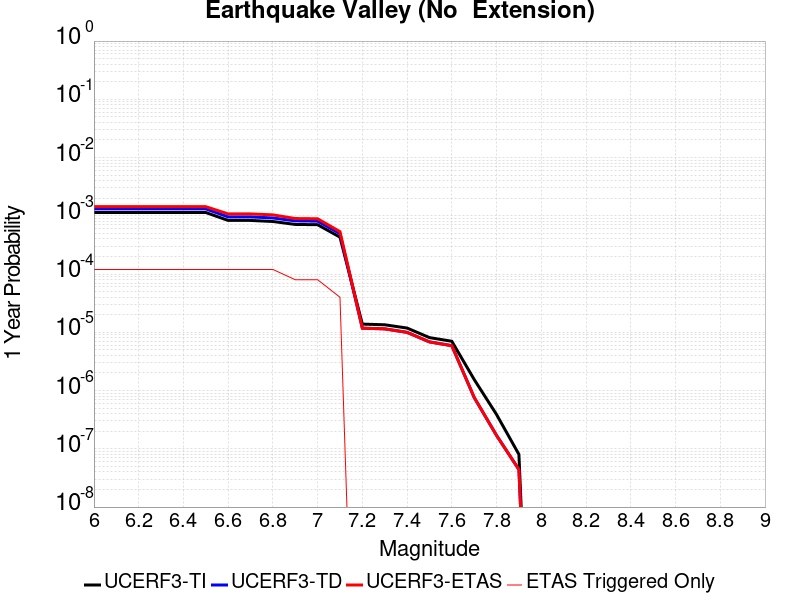 Earthquake Valley (No  Extension)
10^0
10^-1
10^-2
10^-3
10^-4
10^-5
10^-6
10^-7
10^-8
1 Year Probability
6 6.2 6.4 6.6 6.8 7 7.2 7.4 7.6 7.8 8 8.2 8.4 8.6 8.8 9
Magnitude
UCERF3-TI UCERF3-TD UCERF3-ETAS ETAS Triggered Only